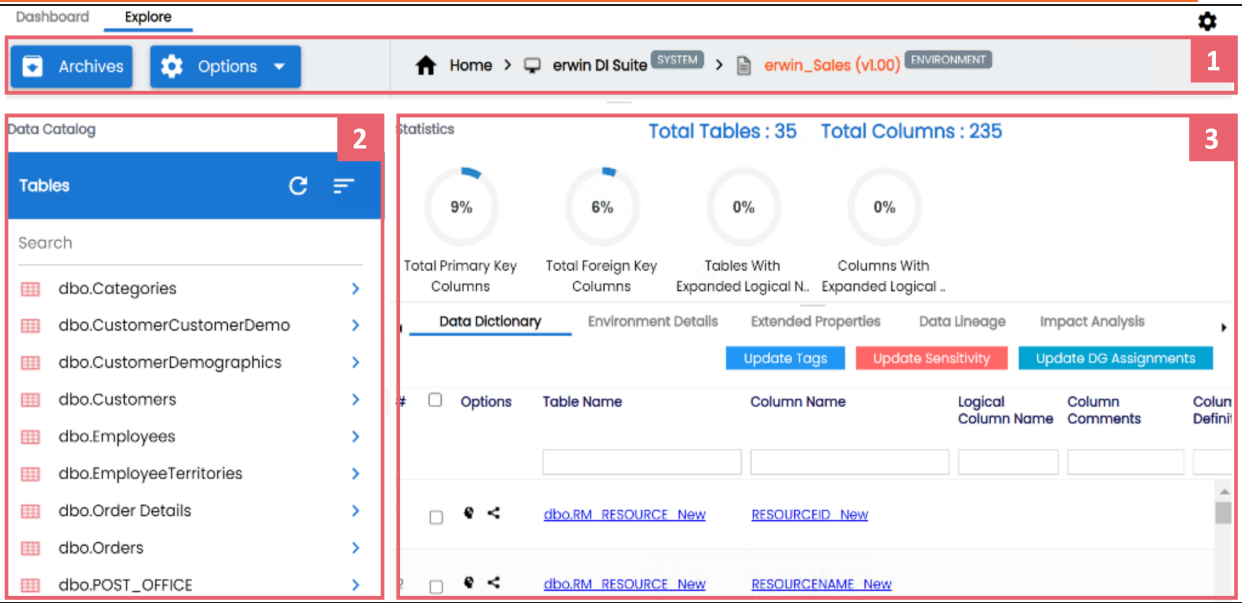 Dashboard Explore
Archives Options Home > erwin DI Suite SYSTEM > erwin_Sales (v1.00) ENVIRONMENT 1
Data Catalog 2
Tables
Search
dbo.Categories
dbo.CustomerCustomerDemo
dbo.CustomerDemographics
dbo.Customers
dbo.Employees
dbo.EmployeeTerritories
dbo.Order Details
dbo.Orders
dbo.POST_OFFICE
Statistics Total Tables : 35 Total Columns : 235 3
9% 6% 0% 0%
Total Primary Key Total Foreign Key Tables With Columns With
Columns Columns Expanded Logical N.. Expanded Logical ..
Data Dictionary Environment Details Extended Properties Data Lineage Impact Analysis
Update Tags Update Sensitivity Update DG Assignments
# Options Table Name Column Name Logical Column Colum
Column Name Comments Defini
dbo.RM_RESOURCE_New RESOURCEID_New
dbo.RM_RESOURCE_New RESOURCENAME_New